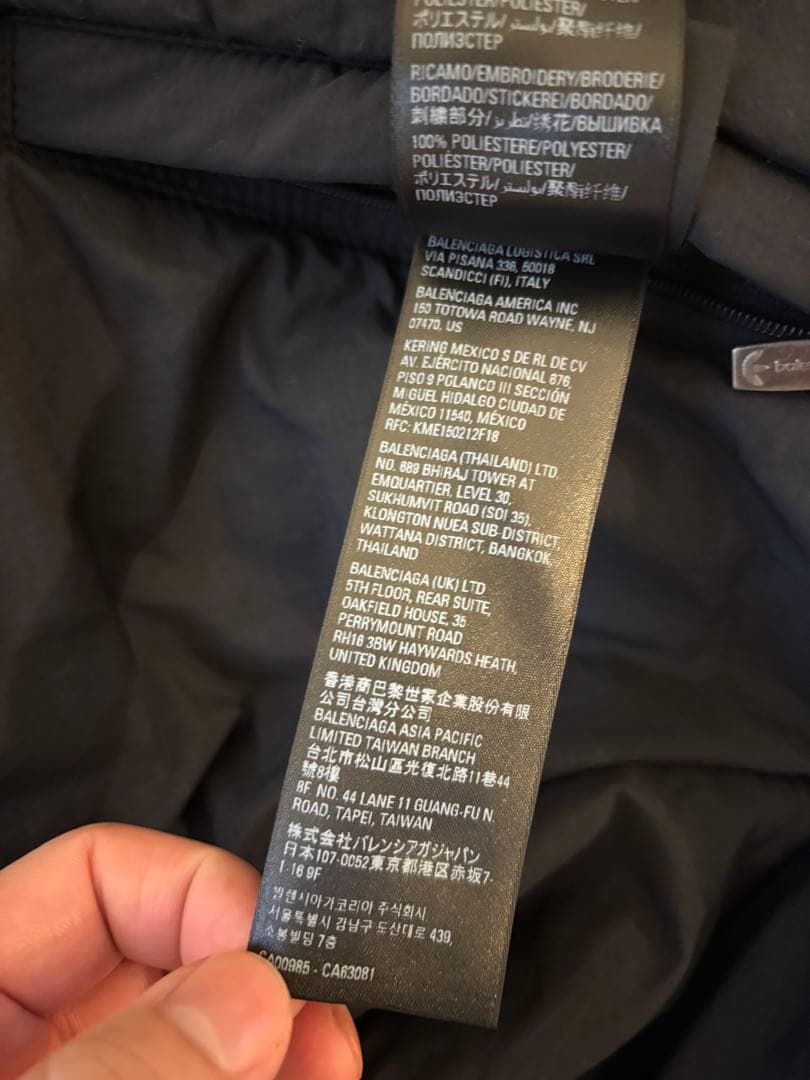 ポリエステル/بوليستر/聚酯纤维/
ПОЛИЭСТЕР
RICAMO/EMBROIDERY/BRODERIE/
BORDADO/STICKEREI/BORDADO/
刺繍部分/تطريز/绣花/ВЫШИВКА
100% POLIESTERE/POLYESTER/
POLIÉSTER/POLIESTER/
ポリエステル/بوليستر/聚酯纤维/
ПОЛИЭСТЕР
BALENCIAGA LOGISTICA SRL
VIA PISANA 336, 50018
SCANDICCI (FI), ITALY
BALENCIAGA AMERICA INC
150 TOTOWA ROAD WAYNE, NJ
07470, US
KERING MEXICO S DE RL DE CV
AV. EJÉRCITO NACIONAL 876,
PISO 9 POLANCO III SECCIÓN
MIGUEL HIDALGO CIUDAD DE
MÉXICO 11540, MÉXICO
RFC: KME150212F18
BALENCIAGA (THAILAND) LTD.
NO. 689 BHIRAJ TOWER AT
EMQUARTIER, LEVEL 30,
SUKHUMVIT ROAD (SOI 35),
KLONGTON NUEA SUB-DISTRICT,
WATTANA DISTRICT, BANGKOK,
THAILAND
BALENCIAGA (UK) LTD
5TH FLOOR, REAR SUITE,
OAKFIELD HOUSE, 35
PERRYMOUNT ROAD
RH16 3BW HAYWARDS HEATH,
UNITED KINGDOM
香港商巴黎世家企業股份有限
公司台灣分公司
BALENCIAGA ASIA PACIFIC
LIMITED TAIWAN BRANCH
台北市松山區光復北路11巷44
號8樓
8F, NO. 44 LANE 11 GUANG-FU N.
ROAD, TAPEI, TAIWAN
株式会社バレンシアガジャパン
日本107-0052東京都港区赤坂7-
1-16 9F
발렌시아가코리아 주식회사
서울특별시 강남구 도산대로 439,
소봉빌딩 7층
CA00985 - CA63081